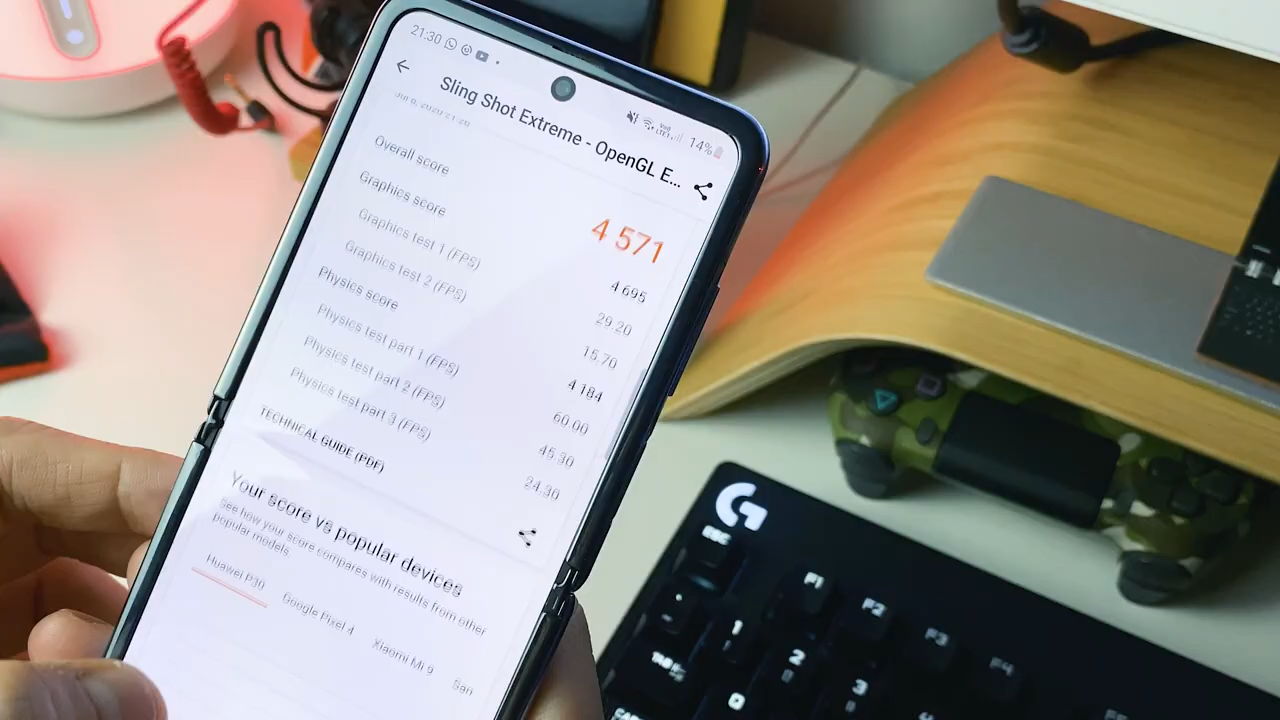 21:30
14%
Sling Shot Extreme - OpenGL E...
Overall score
4 571
Graphics score
4 695
Graphics test 1 (FPS)
29.20
Graphics test 2 (FPS)
15.70
Physics score
4 184
Physics test part 1 (FPS)
60.00
Physics test part 2 (FPS)
45.30
Physics test part 3 (FPS)
24.30
TECHNICAL GUIDE (PDF)
Your score vs popular devices
See how your score compares with results from other
popular models.
Huawei P30
Google Pixel 4
Xiaomi Mi 9
San
G
ESC
F1
F2
F3
F4
1
2
3
TAB